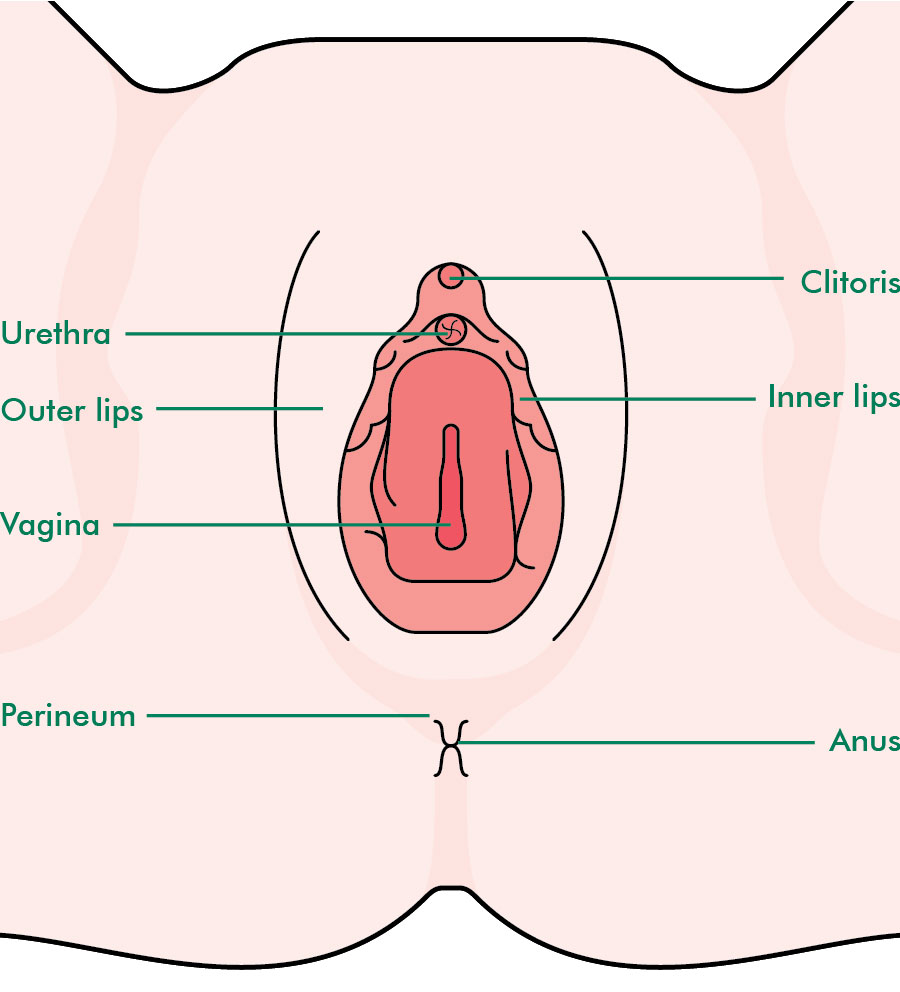 Clitoris
Urethra
Inner lips
Outer lips
Vagina
Perineum
Anus